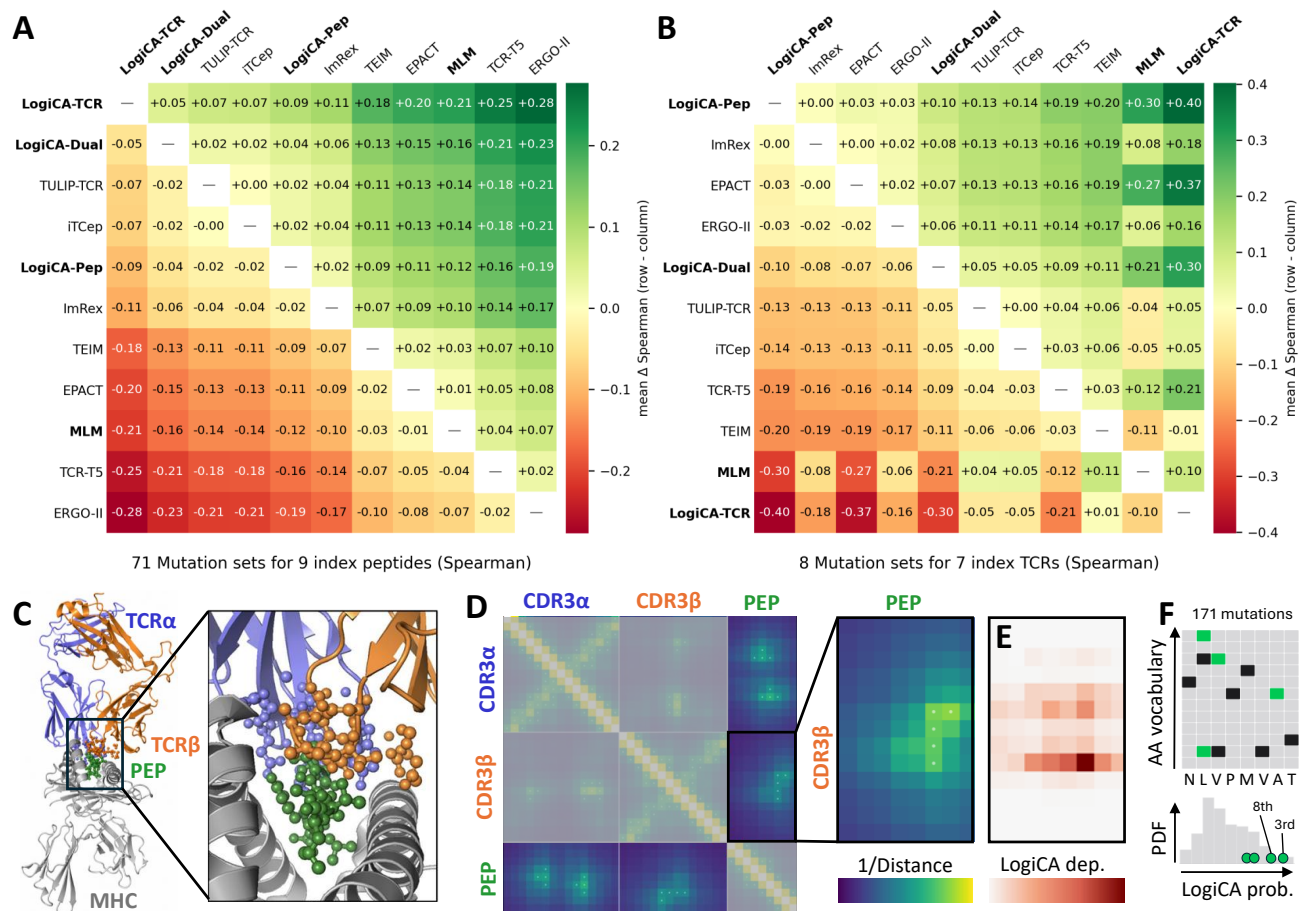 A
LogiCA-TCR LogiCA-Dual TULIP-TCR iTCep LogiCA-Pep ImRex TEIM EPACT MLM TCR-T5 ERGO-II
LogiCA-TCR — +0.05 +0.07 +0.07 +0.09 +0.11 +0.18 +0.20 +0.21 +0.25 +0.28
LogiCA-Dual -0.05 — +0.02 +0.02 +0.04 +0.06 +0.13 +0.15 +0.16 +0.21 +0.23
TULIP-TCR -0.07 -0.02 — +0.00 +0.02 +0.04 +0.11 +0.13 +0.14 +0.18 +0.21
iTCep -0.07 -0.02 -0.00 — +0.02 +0.04 +0.11 +0.13 +0.14 +0.18 +0.21
LogiCA-Pep -0.09 -0.04 -0.02 -0.02 — +0.02 +0.09 +0.11 +0.12 +0.16 +0.19
ImRex -0.11 -0.06 -0.04 -0.04 -0.02 — +0.07 +0.09 +0.10 +0.14 +0.17
TEIM -0.18 -0.13 -0.11 -0.11 -0.09 -0.07 — +0.02 +0.03 +0.07 +0.10
EPACT -0.20 -0.15 -0.13 -0.13 -0.11 -0.09 -0.02 — +0.01 +0.05 +0.08
MLM -0.21 -0.16 -0.14 -0.14 -0.12 -0.10 -0.03 -0.01 — +0.04 +0.07
TCR-T5 -0.25 -0.21 -0.18 -0.18 -0.16 -0.14 -0.07 -0.05 -0.04 — +0.02
ERGO-II -0.28 -0.23 -0.21 -0.21 -0.19 -0.17 -0.10 -0.08 -0.07 -0.02 —
0.2
0.1
0.0
−0.1
−0.2
mean Δ Spearman (row - column)
71 Mutation sets for 9 index peptides (Spearman)
B
LogiCA-Pep ImRex EPACT ERGO-II LogiCA-Dual TULIP-TCR iTCep TCR-T5 TEIM MLM LogiCA-TCR
LogiCA-Pep — +0.00 +0.03 +0.03 +0.10 +0.13 +0.14 +0.19 +0.20 +0.30 +0.40
ImRex -0.00 — +0.00 +0.02 +0.08 +0.13 +0.13 +0.16 +0.19 +0.08 +0.18
EPACT -0.03 -0.00 — +0.02 +0.07 +0.13 +0.13 +0.16 +0.19 +0.27 +0.37
ERGO-II -0.03 -0.02 -0.02 — +0.06 +0.11 +0.11 +0.14 +0.17 +0.06 +0.16
LogiCA-Dual -0.10 -0.08 -0.07 -0.06 — +0.05 +0.05 +0.09 +0.11 +0.21 +0.30
TULIP-TCR -0.13 -0.13 -0.13 -0.11 -0.05 — +0.00 +0.04 +0.06 -0.04 +0.05
iTCep -0.14 -0.13 -0.13 -0.11 -0.05 -0.00 — +0.03 +0.06 -0.05 +0.05
TCR-T5 -0.19 -0.16 -0.16 -0.14 -0.09 -0.04 -0.03 — +0.03 +0.12 +0.21
TEIM -0.20 -0.19 -0.19 -0.17 -0.11 -0.06 -0.06 -0.03 — -0.11 -0.01
MLM -0.30 -0.08 -0.27 -0.06 -0.21 +0.04 +0.05 -0.12 +0.11 — +0.10
LogiCA-TCR -0.40 -0.18 -0.37 -0.16 -0.30 -0.05 -0.05 -0.21 +0.01 -0.10 —
0.4
0.3
0.2
0.1
0.0
−0.1
−0.2
−0.3
−0.4
mean Δ Spearman (row - column)
8 Mutation sets for 7 index TCRs (Spearman)
C
TCRα
TCRβ
PEP
MHC
D
CDR3α CDR3β PEP
CDR3α
CDR3β
PEP
PEP
CDR3β
1/Distance
E
LogiCA dep.
F
171 mutations
AA vocabulary
N L V P M V A T
8th
3rd
PDF
LogiCA prob.